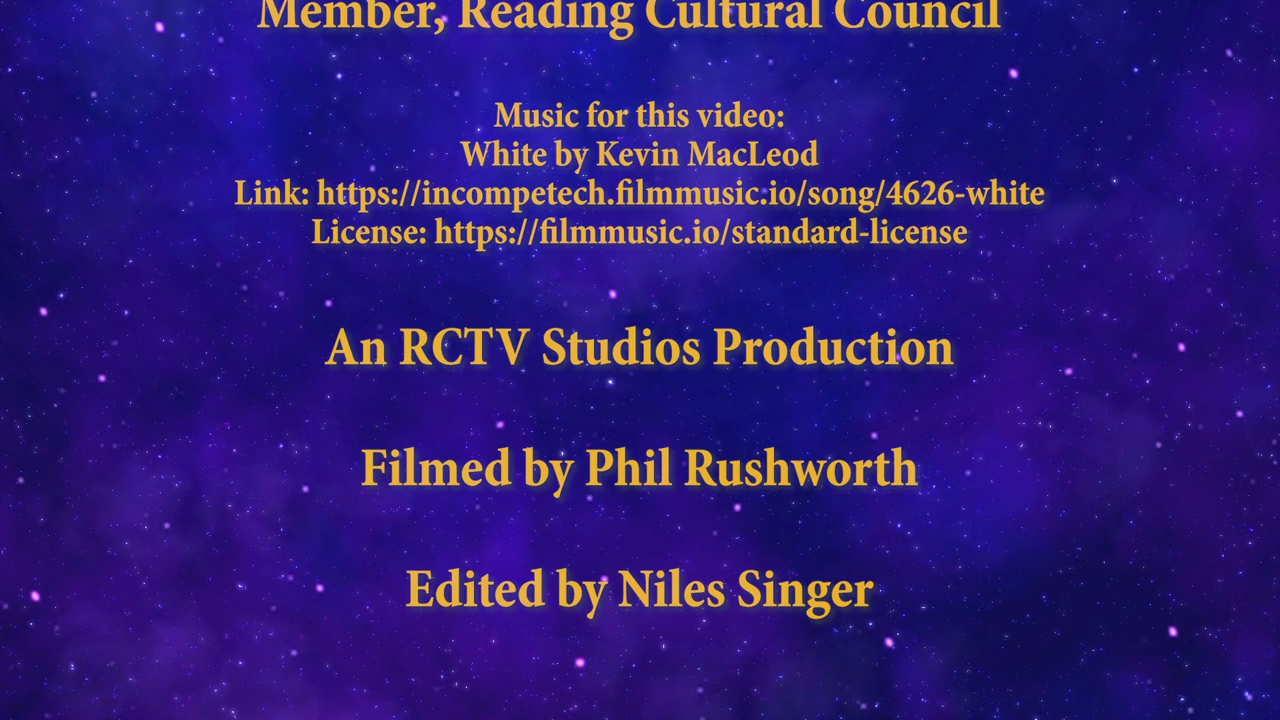 Member, Reading Cultural Council
Music for this video:
White by Kevin MacLeod
Link: https://incompetech.filmmusic.io/song/4626-white
License: https://filmmusic.io/standard-license
An RCTV Studios Production
Filmed by Phil Rushworth
Edited by Niles Singer